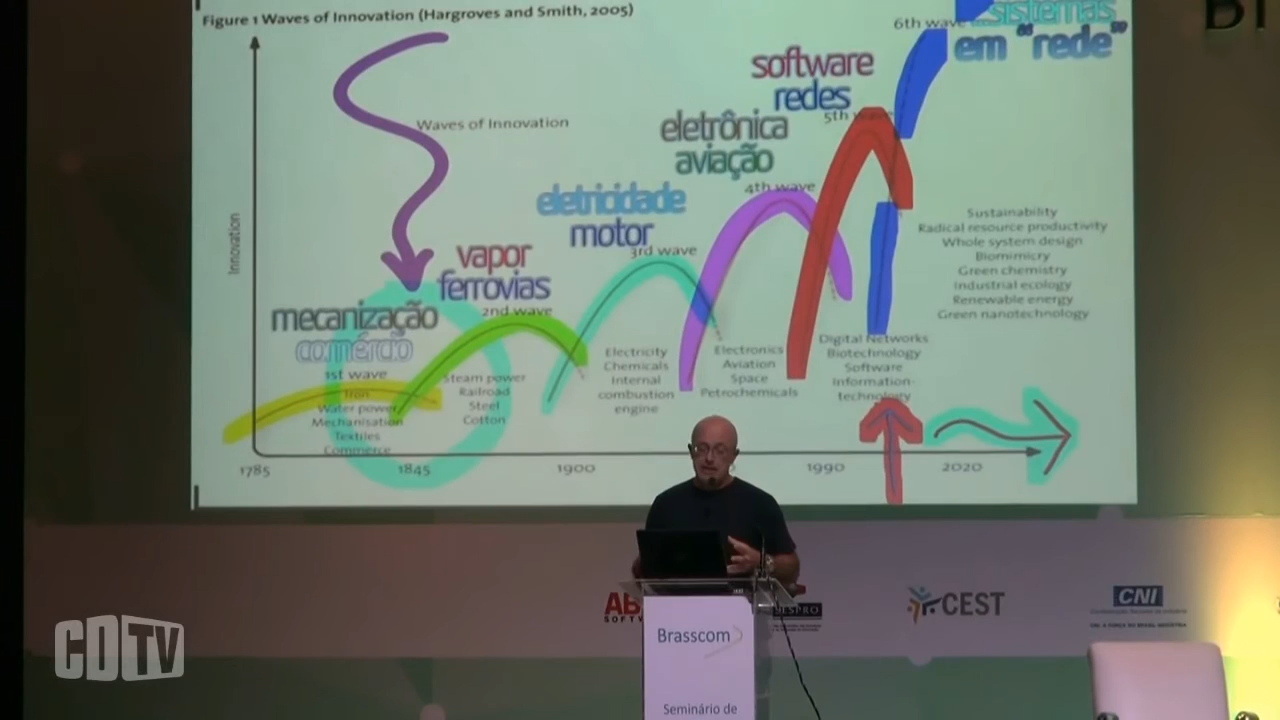 Figure 1 Waves of Innovation (Hargroves and Smith, 2005)
6th wave
sistemas
em "rede"
software
redes
5th wave
Waves of Innovation
eletrônica
aviação
4th wave
eletricidade
motor
3rd wave
vapor
ferrovias
2nd wave
mecanização
comércio
1st wave
Innovation
Iron
Water power
Mechanisation
Textiles
Commerce
Steam power
Railroad
Steel
Cotton
Electricity
Chemicals
Internal
combustion
engine
Electronics
Aviation
Space
Petrochemicals
Digital Networks
Biotechnology
Software
Information-
technology
Sustainability
Radical resource productivity
Whole system design
Biomimicry
Green chemistry
Industrial ecology
Renewable energy
Green nanotechnology
1785
1845
1900
1990
2020
CEST
CNI
Brasscom
Seminário de
CDTV